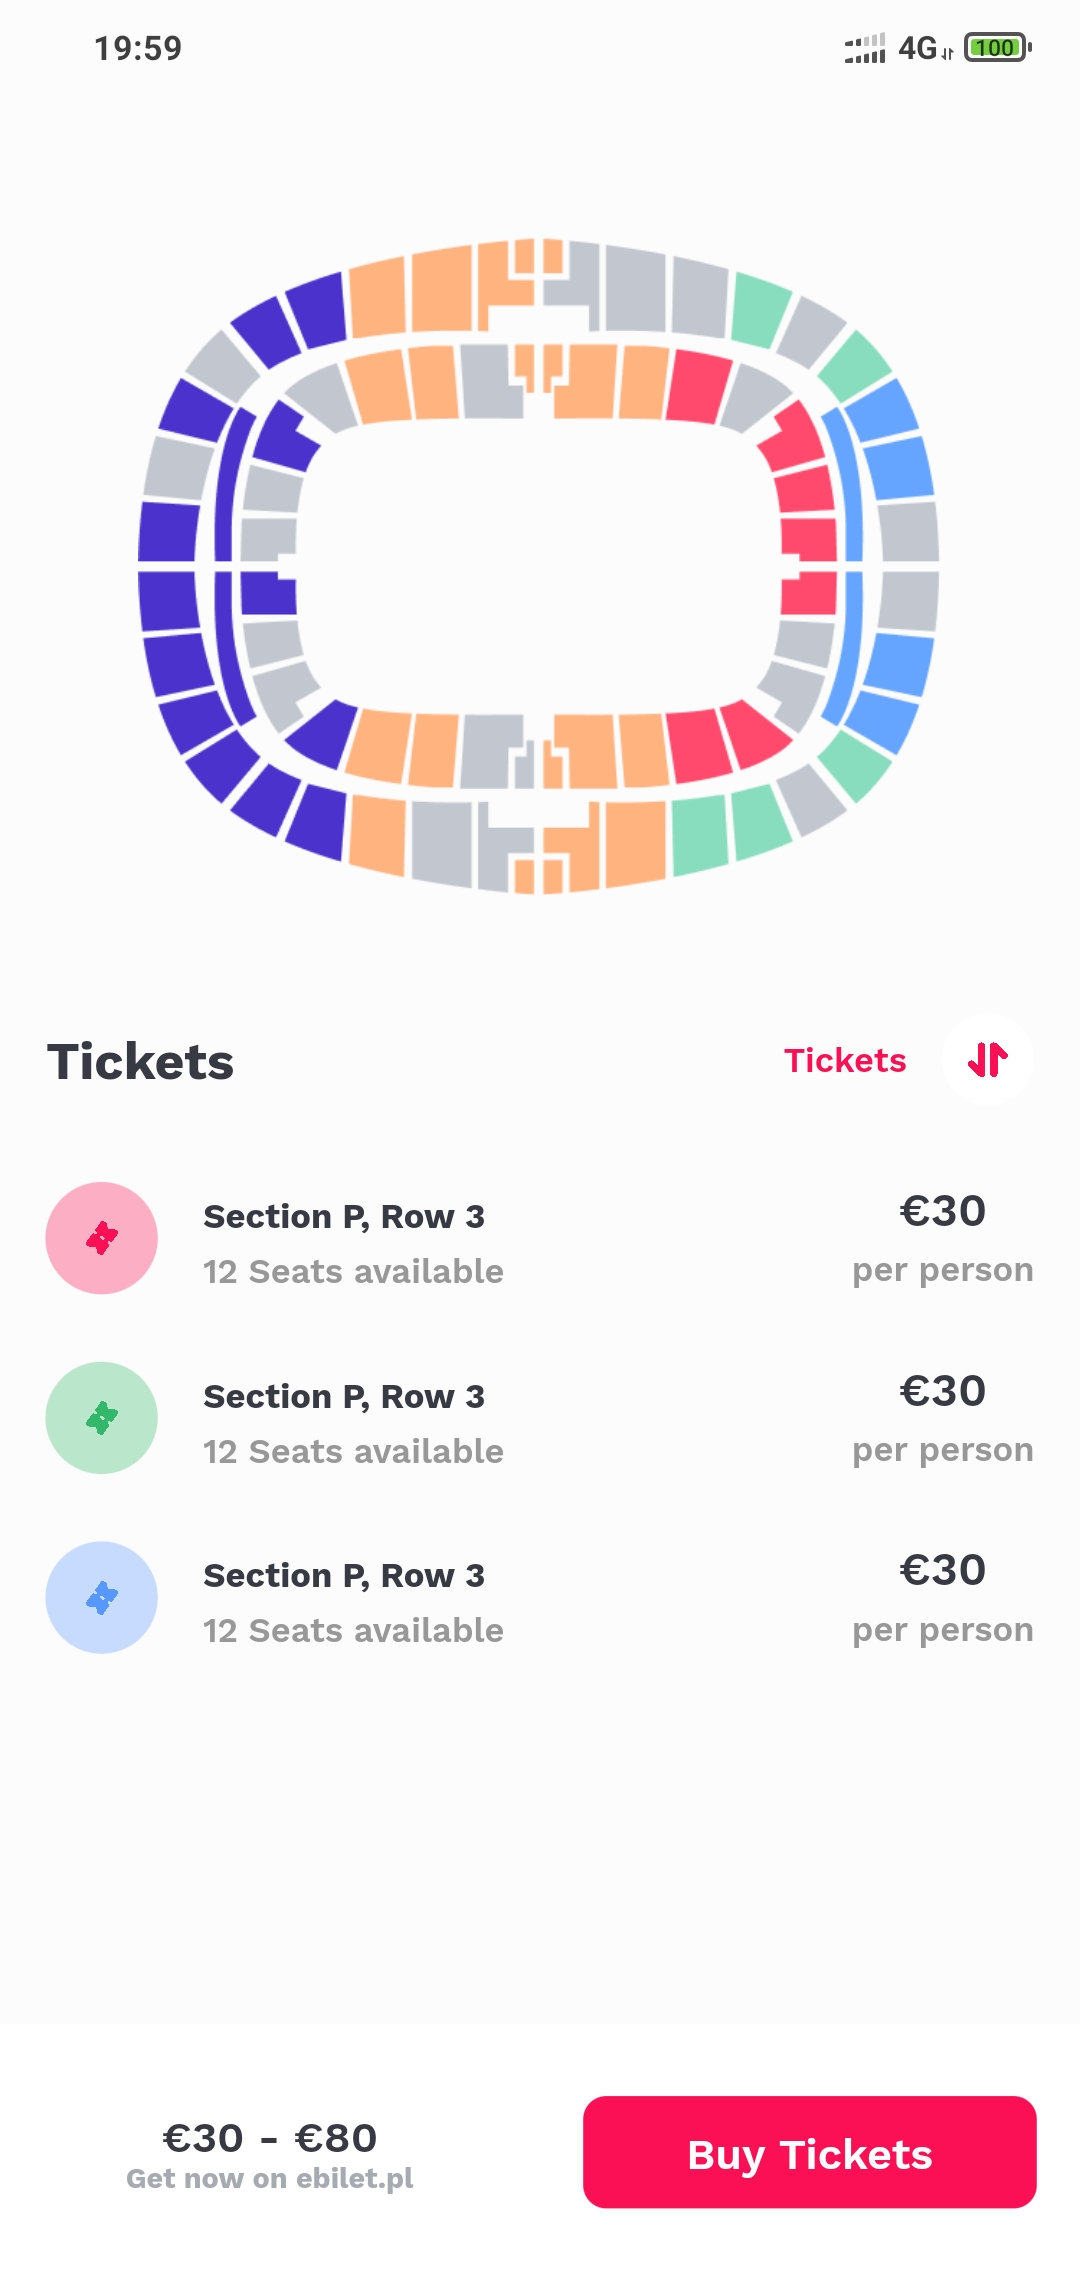 19:59
4G
100
Tickets
Tickets
Section P, Row 3
€30
12 Seats available
per person
Section P, Row 3
€30
12 Seats available
per person
Section P, Row 3
€30
12 Seats available
per person
€30 - €80
Get now on ebilet.pl
Buy Tickets